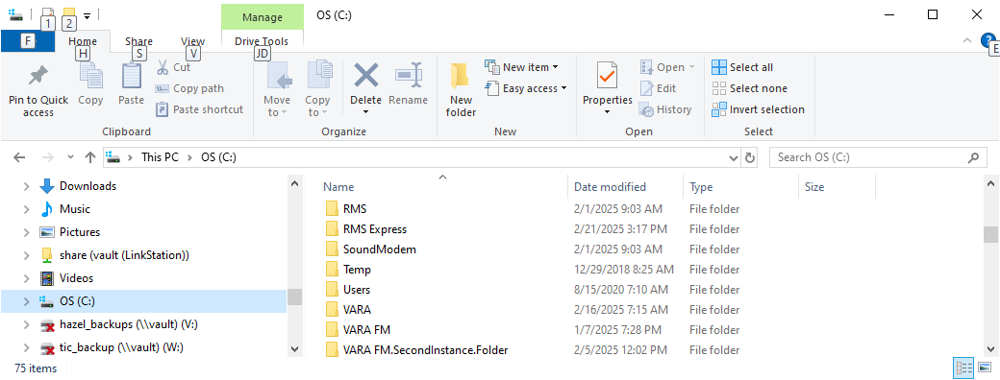 Manage
OS (C:)
1
2
F
Home
Share
View
Drive Tools
H
S
V
JD
E
Pin to Quick access
Copy
Paste
Cut
Copy path
Paste shortcut
Clipboard
Move to
Copy to
Delete
Rename
Organize
New folder
New item
Easy access
New
Properties
Open
Edit
History
Open
Select all
Select none
Invert selection
Select
This PC > OS (C:)
Search OS (C:)
Downloads
Music
Pictures
share (vault (LinkStation))
Videos
OS (C:)
hazel_backups (\\vault) (V:)
tic_backup (\\vault) (W:)
Name Date modified Type Size
RMS 2/1/2025 9:03 AM File folder
RMS Express 2/21/2025 3:17 PM File folder
SoundModem 2/1/2025 9:03 AM File folder
Temp 12/29/2018 8:25 AM File folder
Users 8/15/2020 7:10 AM File folder
VARA 2/16/2025 7:15 AM File folder
VARA FM 1/7/2025 7:28 PM File folder
VARA FM.SecondInstance.Folder 2/5/2025 12:02 PM File folder
75 items